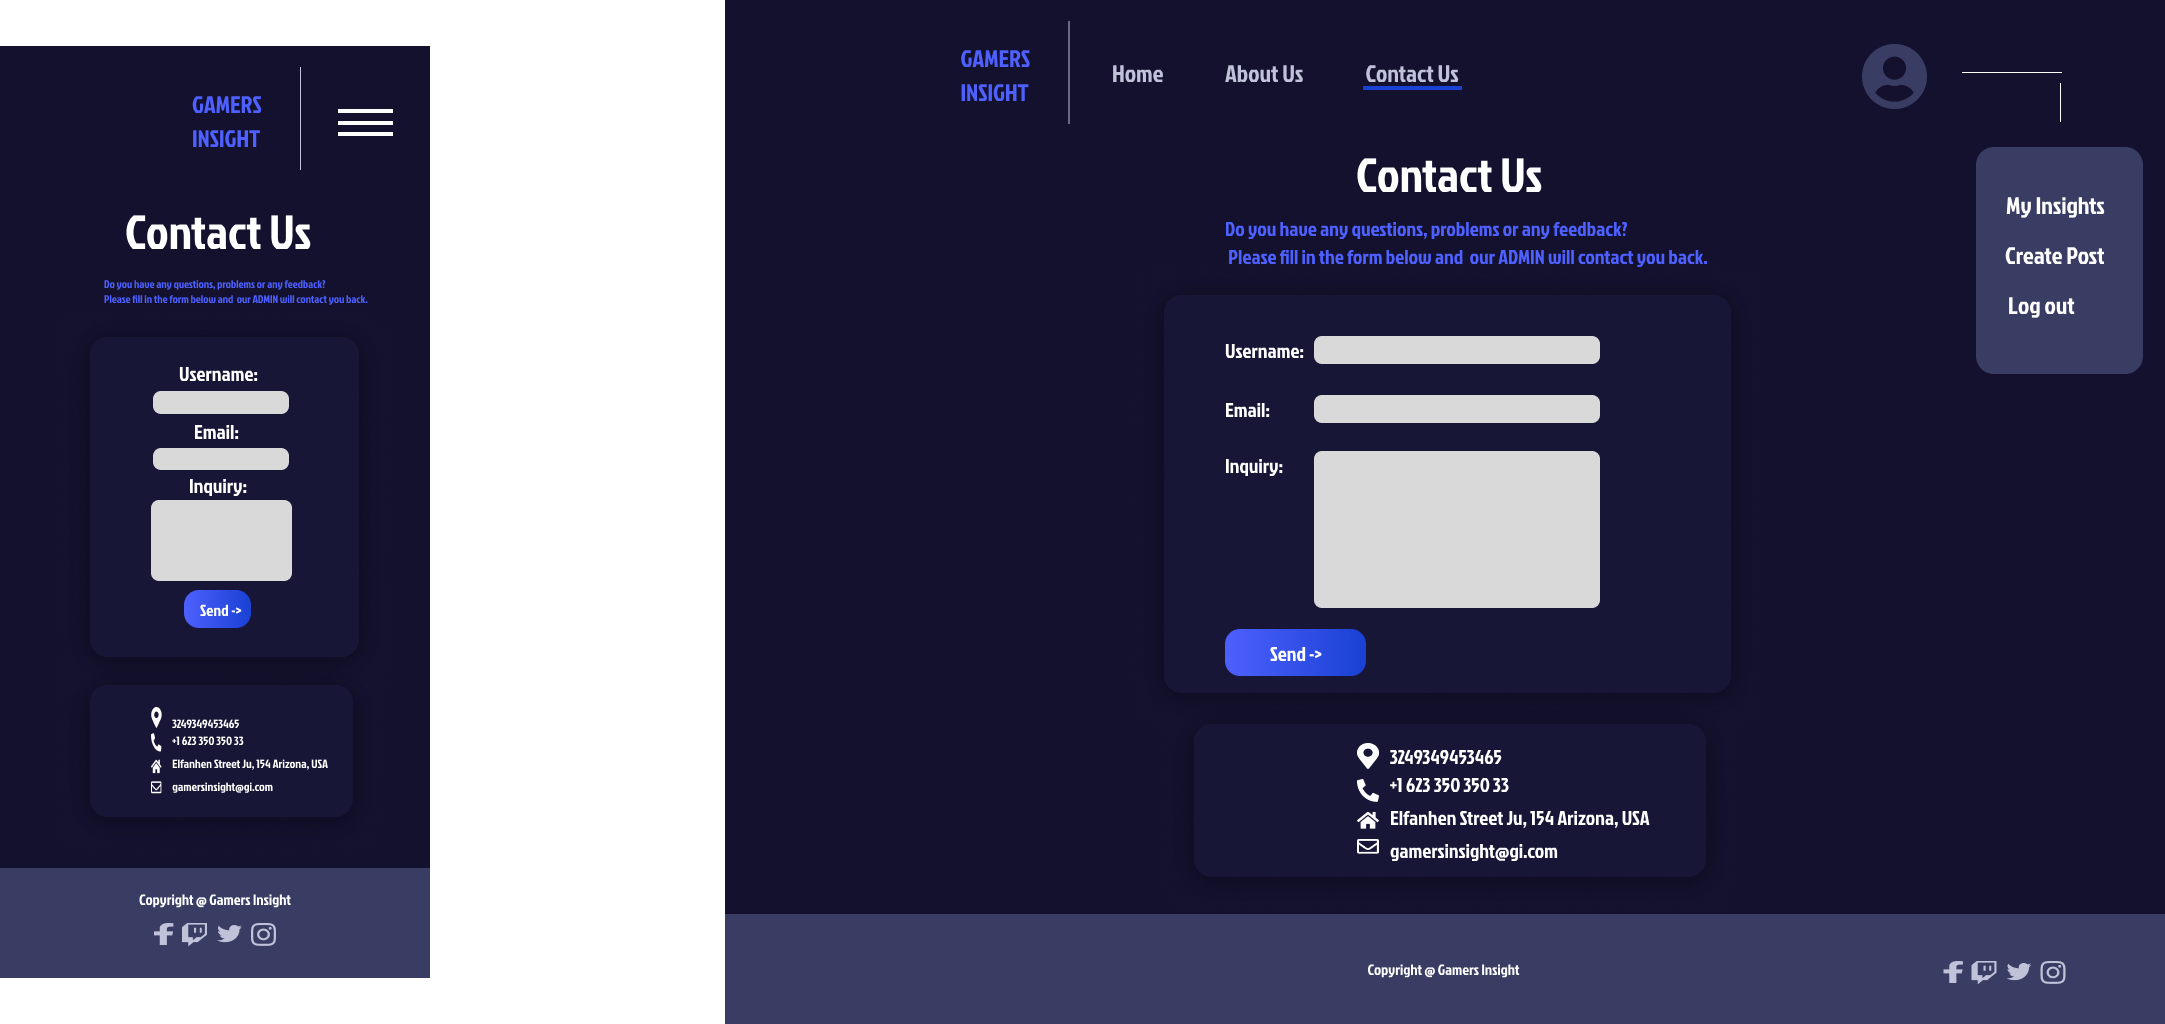 GAMERS
INSIGHT
Contact Us
Do you have any questions, problems or any feedback?
Please fill in the form below and our ADMIN will contact you back.
Username:
Email:
Inquiry:
Send ->
3249349453465
+1 623 350 350 33
Elfanhen Street Ju, 154 Arizona, USA
gamersinsight@gi.com
Copyright @ Gamers Insight
GAMERS
INSIGHT
Home
About Us
Contact Us
Contact Us
Do you have any questions, problems or any feedback?
Please fill in the form below and our ADMIN will contact you back.
My Insights
Create Post
Log out
Username:
Email:
Inquiry:
Send ->
3249349453465
+1 623 350 350 33
Elfanhen Street Ju, 154 Arizona, USA
gamersinsight@gi.com
Copyright @ Gamers Insight